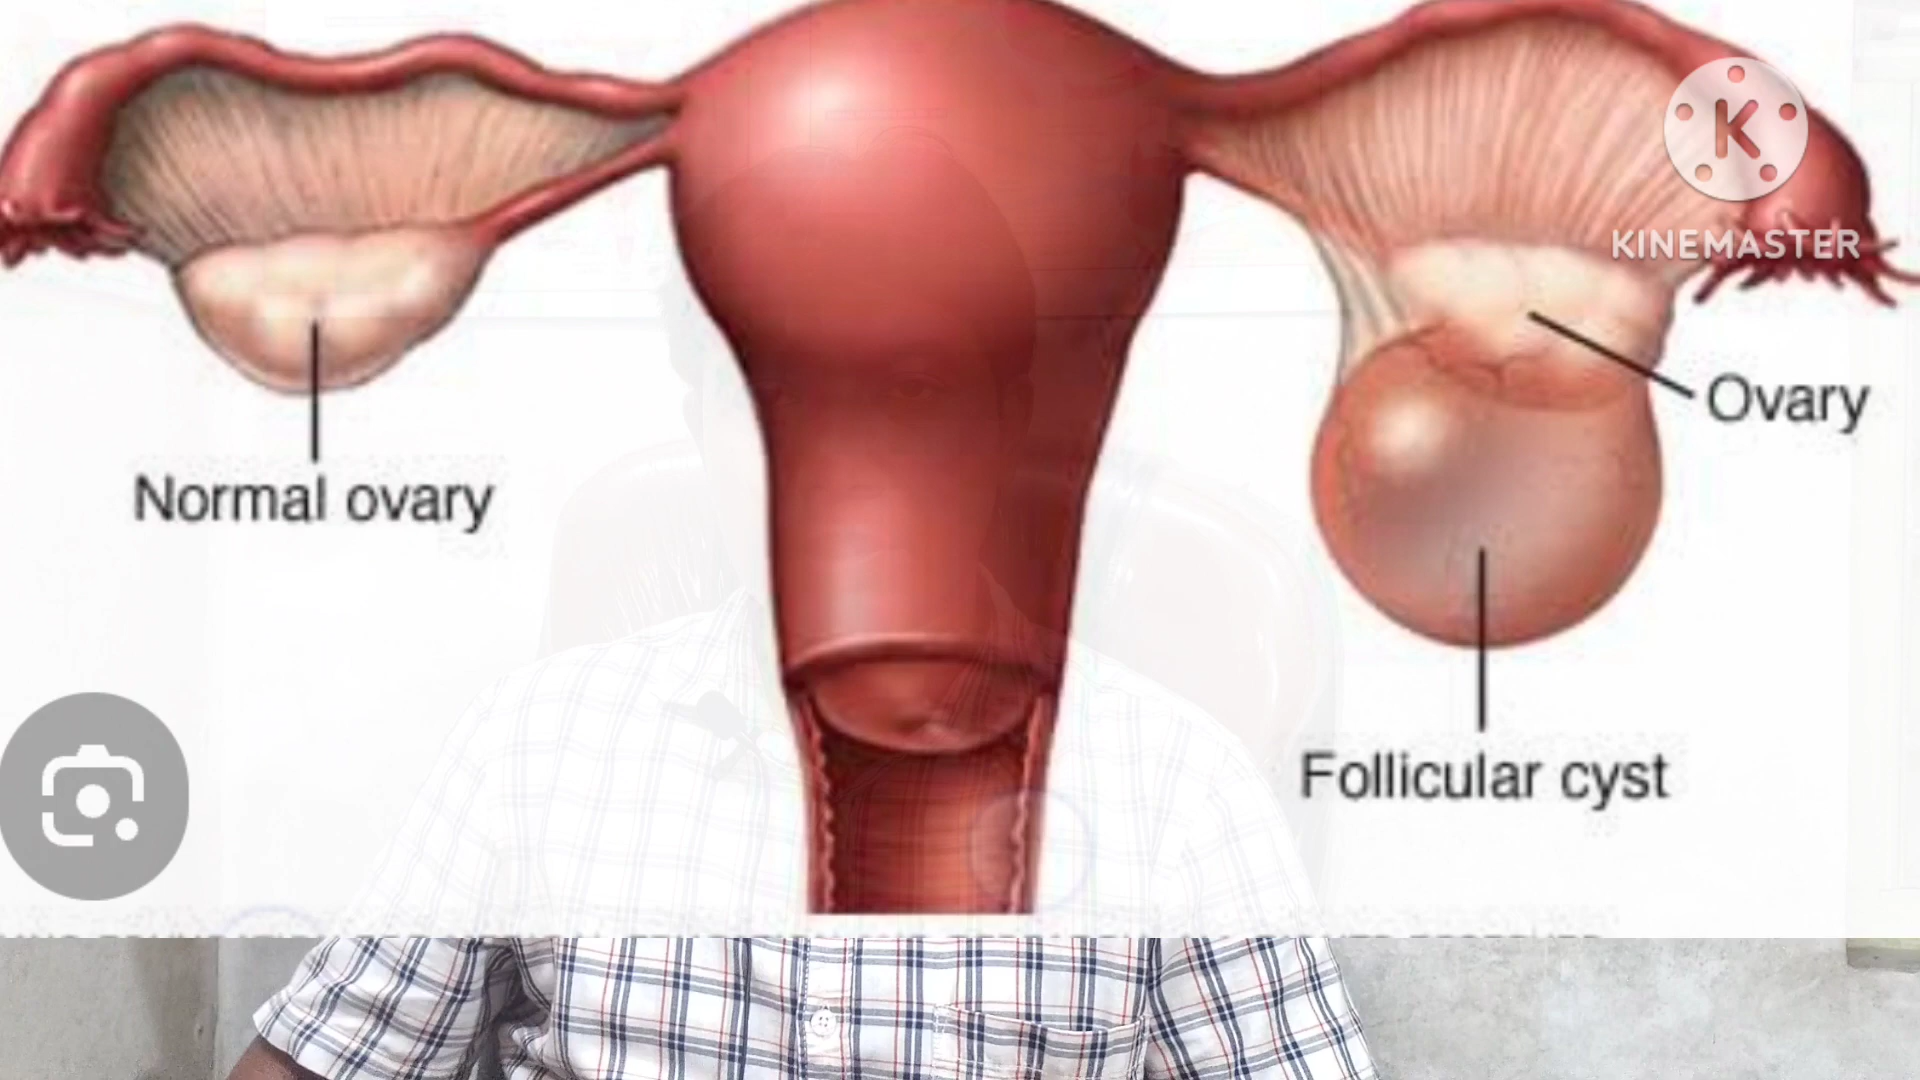 K
KINEMASTER
Ovary
Normal ovary
Follicular cyst